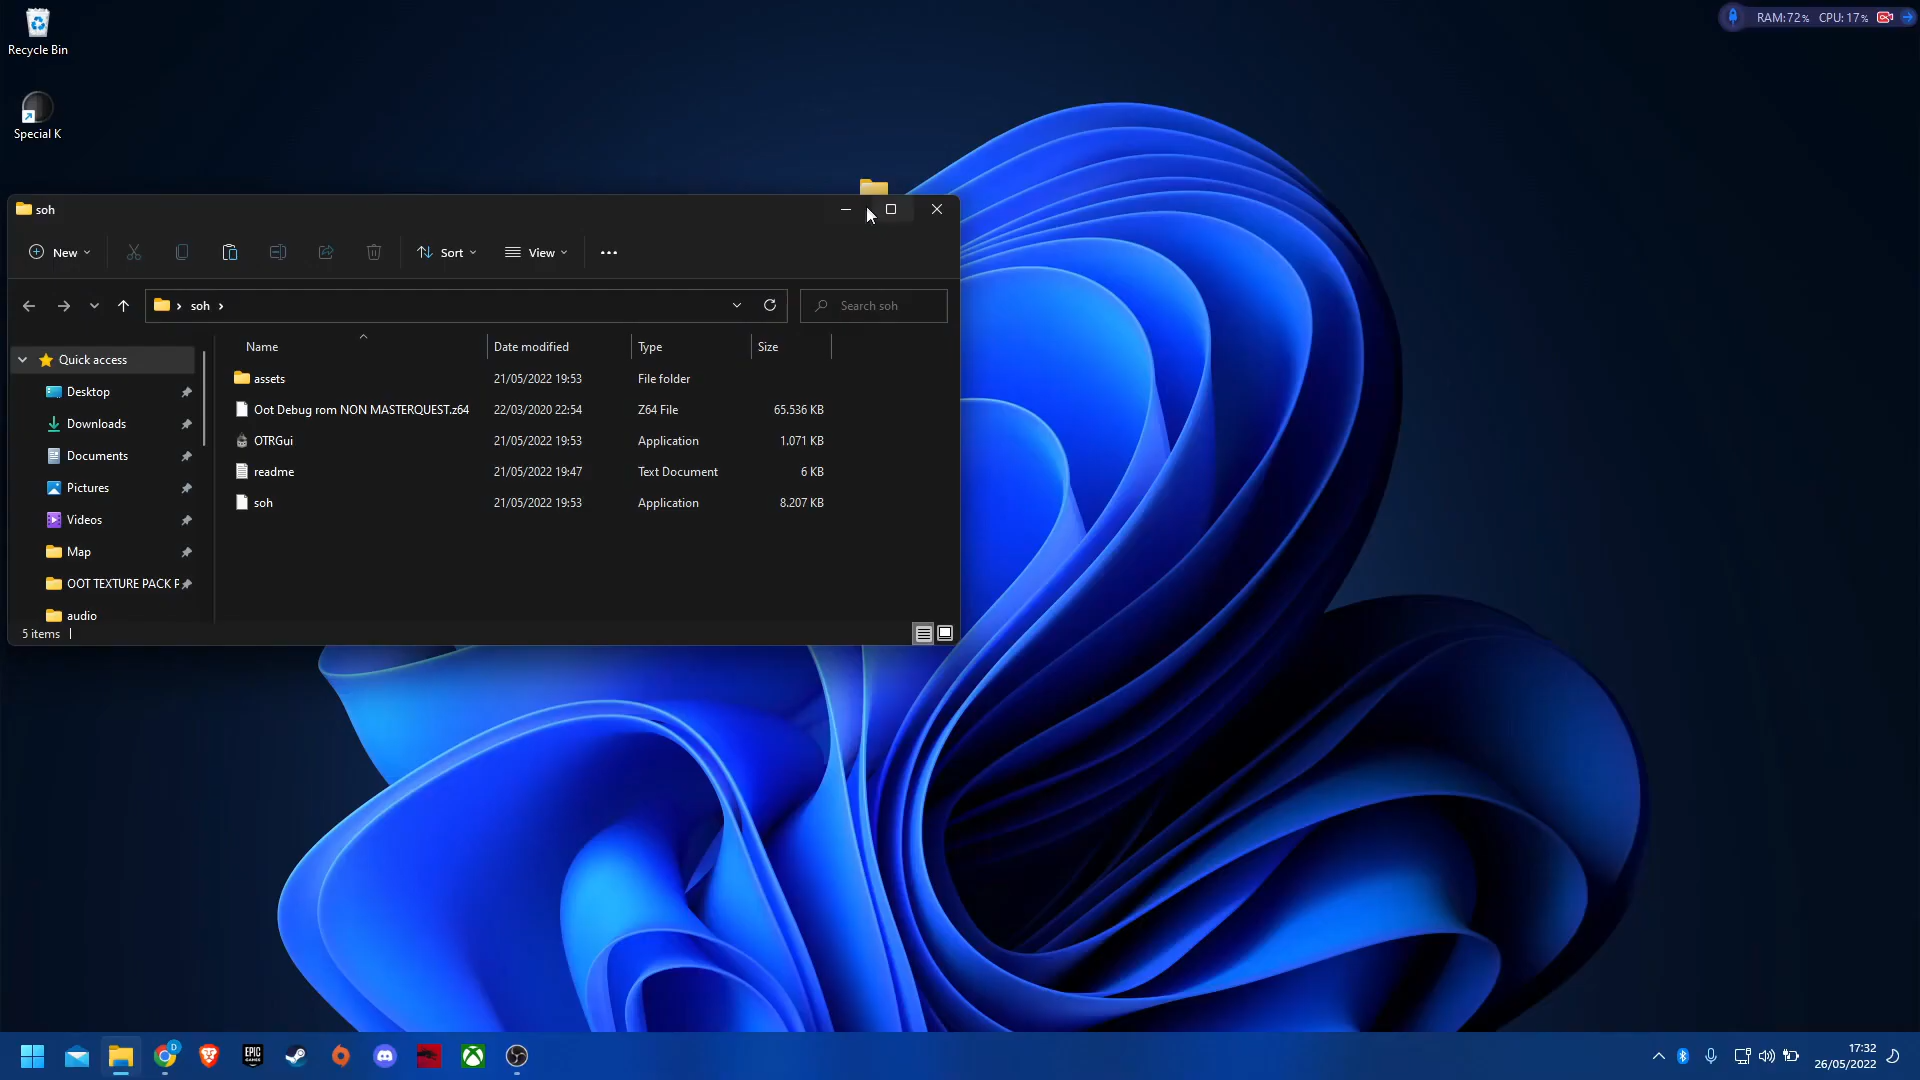 Recycle Bin
RAM:72% CPU: 17%
Special K
soh
New
Sort
View
soh
Search soh
Name Date modified Type Size
Quick access
assets 21/05/2022 19:53 File folder
Desktop
Oot Debug rom NON MASTERQUEST.z64 22/03/2020 22:54 Z64 File 65.536 KB
Downloads
OTRGui 21/05/2022 19:53 Application 1.071 KB
Documents
readme 21/05/2022 19:47 Text Document 6 KB
Pictures
soh 21/05/2022 19:53 Application 8.207 KB
Videos
Map
OOT TEXTURE PACK P
audio
5 items
EPIC
GAMES
D
17:32
26/05/2022